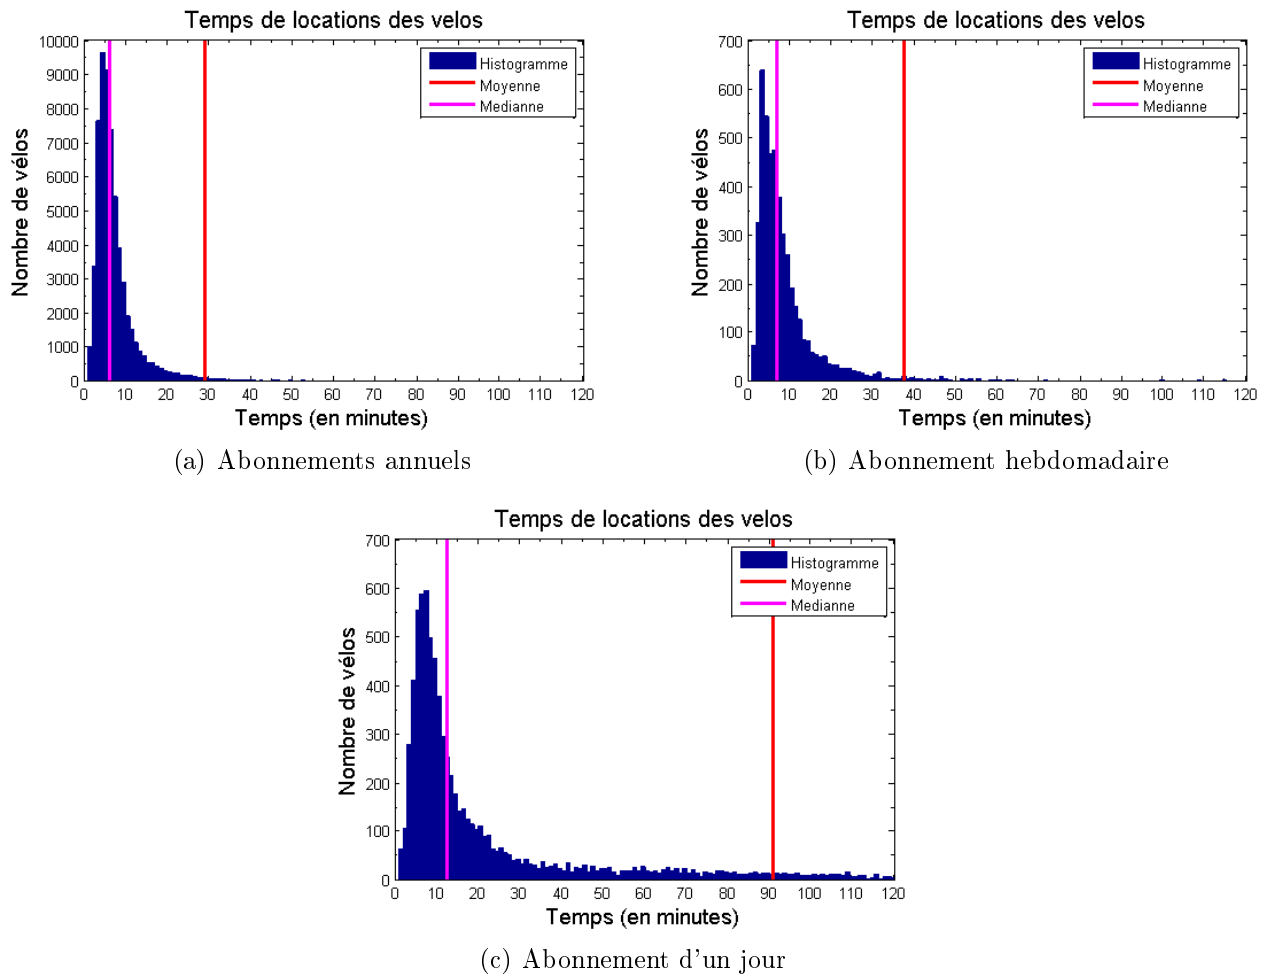 Temps de locations des velos
10000
9000
8000
7000
6000
5000
4000
3000
2000
1000
0
Nombre de vélos
Histogramme
Moyenne
Medianne
0 10 20 30 40 50 60 70 80 90 100 110 120
Temps (en minutes)
(a) Abonnements annuels
Temps de locations des velos
700
600
500
400
300
200
100
0
Nombre de vélos
Histogramme
Moyenne
Medianne
0 10 20 30 40 50 60 70 80 90 100 110 120
Temps (en minutes)
(b) Abonnement hebdomadaire
Temps de locations des velos
700
600
500
400
300
200
100
0
Nombre de vélos
Histogramme
Moyenne
Medianne
0 10 20 30 40 50 60 70 80 90 100 110 120
Temps (en minutes)
(c) Abonnement d'un jour